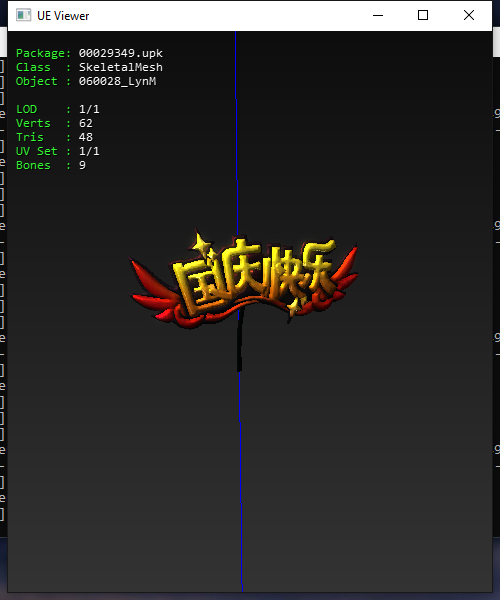 UE Viewer
Package: 00029349.upk
Class : SkeletalMesh
Object : 060028_LynM
LOD : 1/1
Verts : 62
Tris : 48
UV Set : 1/1
Bones : 9
国庆快乐